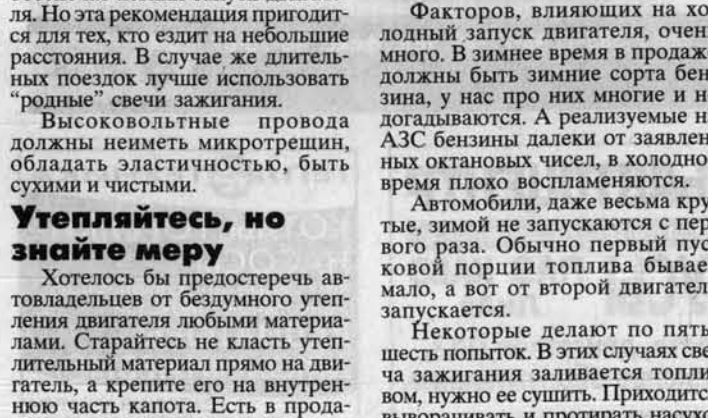 ля. Но эта рекомендация пригодит-
ся для тех, кто ездит на небольшие
расстояния. В случае же длитель-
ных поездок лучше использовать
“родные” свечи зажигания.
Высоковольтные провода
должны неиметь микротрещин,
обладать эластичностью, быть
сухими и чистыми.
Утепляйтесь, но
знайте меру
Хотелось бы предостеречь ав-
товладельцев от бездумного утеп-
ления двигателя любыми материа-
лами. Старайтесь не класть утеп-
лительный материал прямо на дви-
гатель, а крепите его на внутрен-
нюю часть капота. Есть в прода-
Факторов, влияющих на хо
лодный запуск двигателя, очен
много. В зимнее время в продаже
должны быть зимние сорта бен
зина, у нас про них многие и н
догадываются. А реализуемые н
АЗС бензины далеки от заявлен
ных октановых чисел, в холодно
время плохо воспламеняются.
Автомобили, даже весьма кру
тые, зимой не запускаются с пер
вого раза. Обычно первый пус
ковой порции топлива бывае
мало, а вот от второй двигател
запускается.
Некоторые делают по пять
шесть попыток. В этих случаях све
ча зажигания заливается топли
вом, нужно ее сушить. Приходитс
выворачивать и протирать насухо